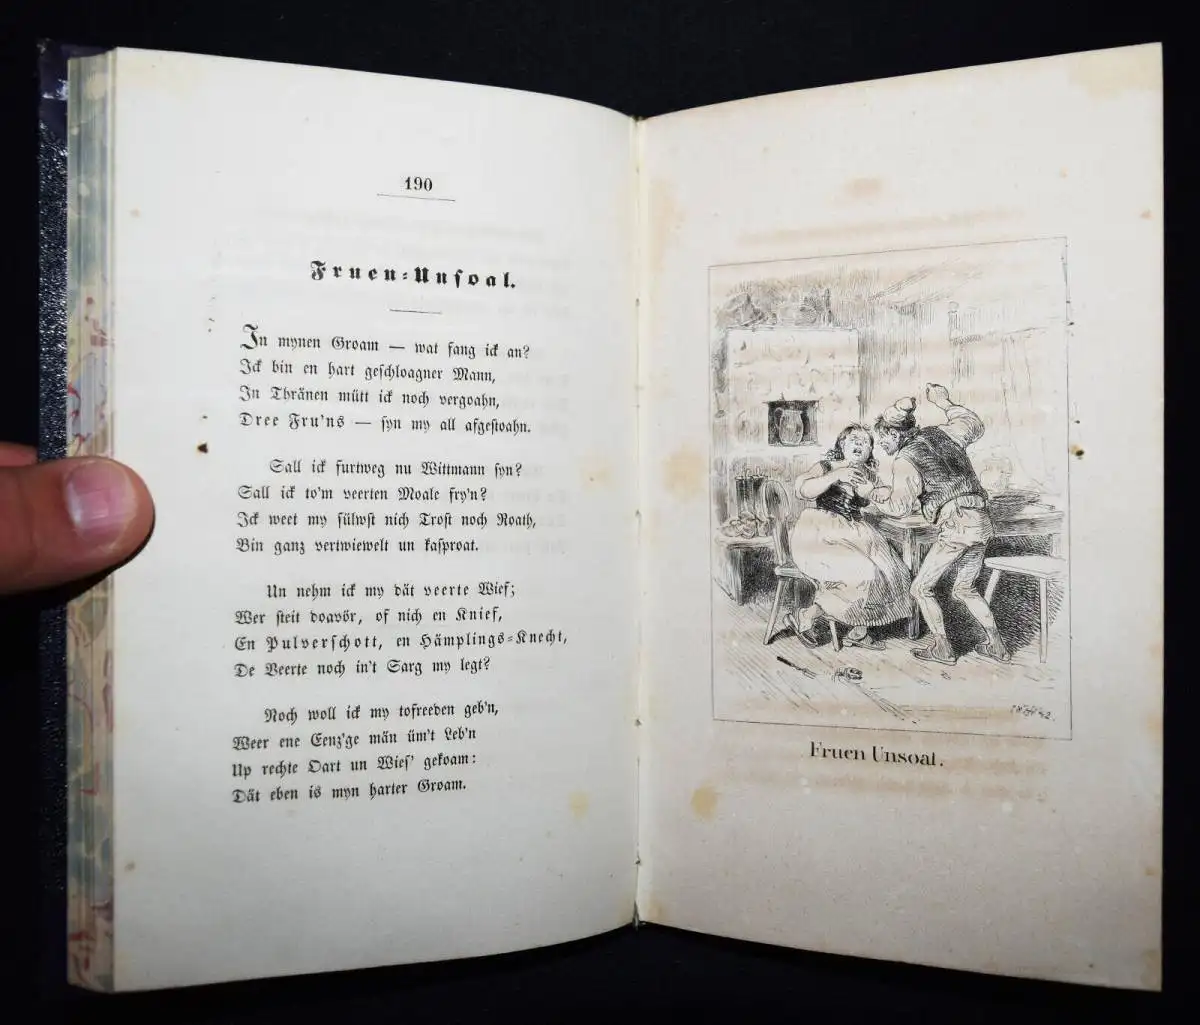 190
Fruen-Unsoal.
In mynen Groam — wat fang ick an?
Ick bin en hart geschloagner Mann,
In Thränen mütt ick noch vergoahn,
Dree Fru'ns — syn my all afgestoahn.
Sall ick furtweg nu Wittmann syn?
Sall ick to'm veerten Moale fry'n?
Ick weet my sülwst nich Trost noch Roath,
Bin ganz vertwiewelt un kasproat.
Un nehm ick my dät veerte Wief;
Wer steit doavör, of nich en Knief,
En Pulverschott, en Hämplings-Knecht,
De Veerte noch in't Sarg my legt?
Noch woll ick my tofreeden geb'n,
Weer ene Eenz'ge män üm't Leb'n
Up rechte Oart un Wies' gekoam:
Dät eben is myn harter Groam.
Fruen Unsoal.